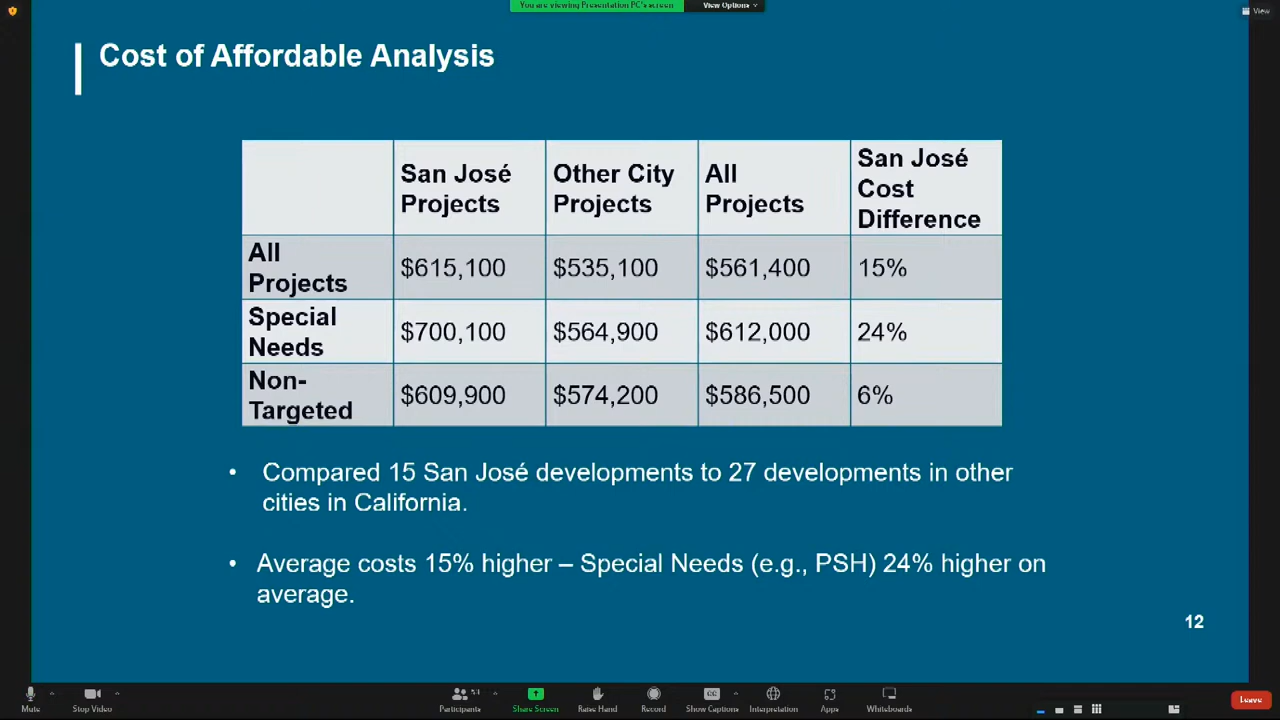 You are viewing Presentation PC's screen
View Options
View
Cost of Affordable Analysis
San José Projects
Other City Projects
All Projects
San José Cost Difference
All Projects
$615,100
$535,100
$561,400
15%
Special Needs
$700,100
$564,900
$612,000
24%
Non-Targeted
$609,900
$574,200
$586,500
6%
• Compared 15 San José developments to 27 developments in other
cities in California.
• Average costs 15% higher – Special Needs (e.g., PSH) 24% higher on
average.
12
Mute
Stop Video
Participants
Share Screen
Raise Hand
Record
CC
Show Captions
Interpretation
Apps
Whiteboards
Leave